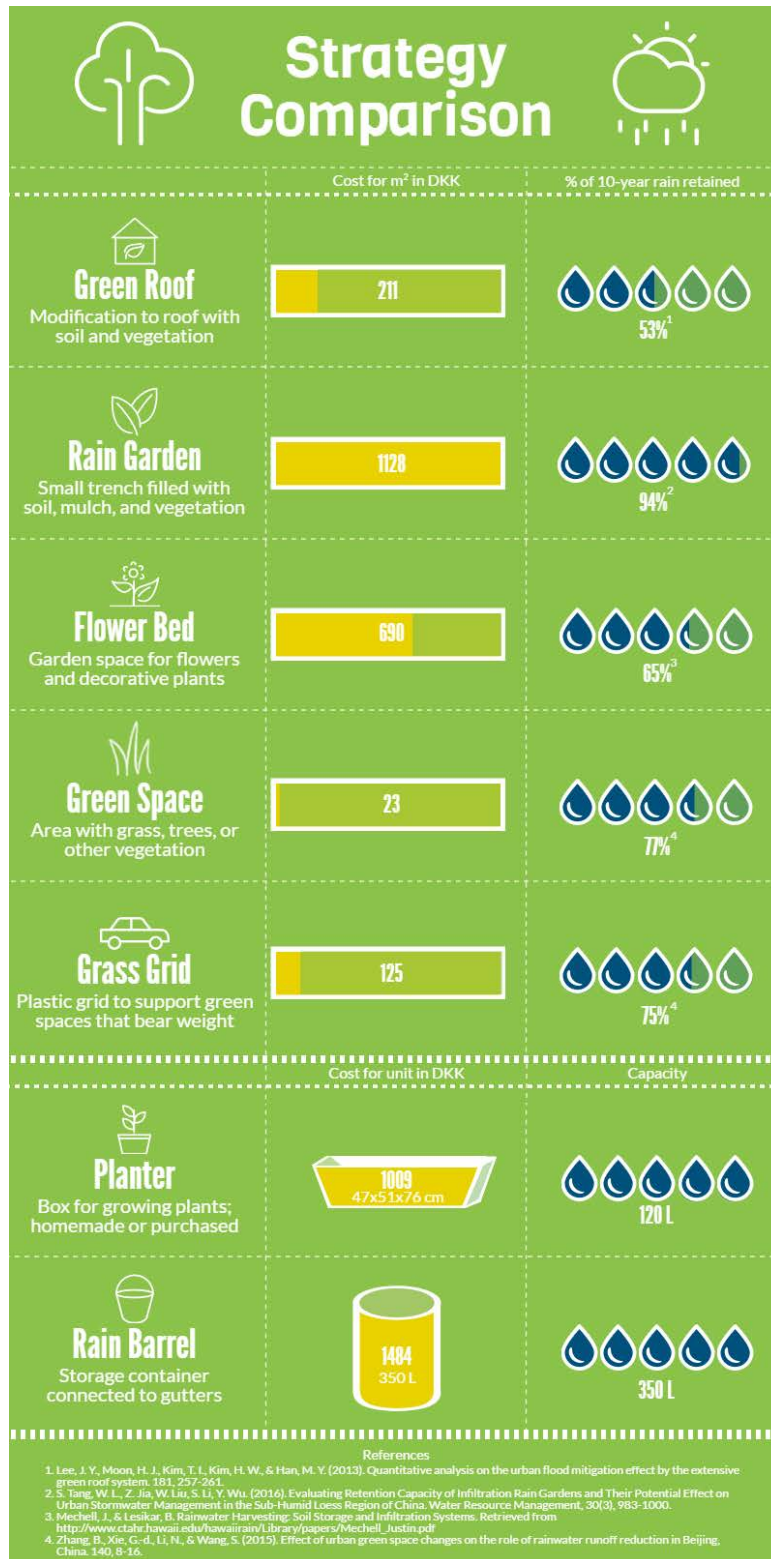 Strategy
Comparison
Cost for m² in DKK
% of 10-year rain retained
Green Roof
Modification to roof with
soil and vegetation
211
53%¹
Rain Garden
Small trench filled with
soil, mulch, and vegetation
1128
94%²
Flower Bed
Garden space for flowers
and decorative plants
690
65%³
Green Space
Area with grass, trees, or
other vegetation
23
77%⁴
Grass Grid
Plastic grid to support green
spaces that bear weight
125
75%⁴
Cost for unit in DKK
Capacity
Planter
Box for growing plants;
homemade or purchased
1009
47x51x76 cm
120 L
Rain Barrel
Storage container
connected to gutters
1484
350 L
350 L
References
1. Lee, J. Y., Moon, H. J., Kim, T. I., Kim, H. W., & Han, M. Y. (2013). Quantitative analysis on the urban flood mitigation effect by the extensive
green roof system. 181, 257-261.
2. S. Tang, W. L., Z. Jia, W. Liu, S. Li, Y. Wu. (2016). Evaluating Retention Capacity of Infiltration Rain Gardens and Their Potential Effect on
Urban Stormwater Management in the Sub-Humid Loess Region of China. Water Resource Management, 30(3), 983-1000.
3. Mechell, J., & Lesikar, B. Rainwater Harvesting: Soil Storage and Infiltration Systems. Retrieved from
http://www.ctahr.hawaii.edu/hawaiirain/Library/papers/Mechell_Justin.pdf
4. Zhang, B., Xie, G.-d., Li, N., & Wang, S. (2015). Effect of urban green space changes on the role of rainwater runoff reduction in Beijing,
China. 140, 8-16.